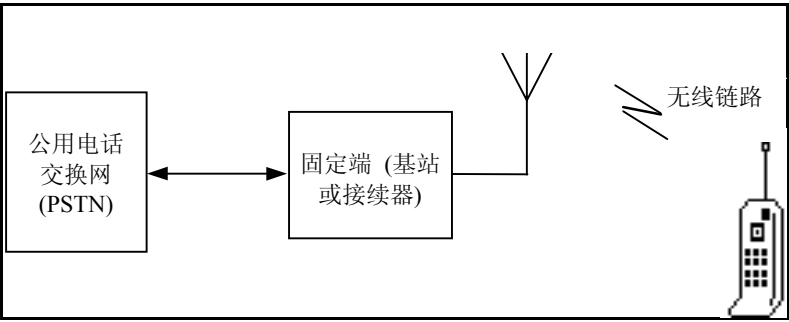 公用电话
交换网
(PSTN)
固定端 (基站
或接续器)
无线链路